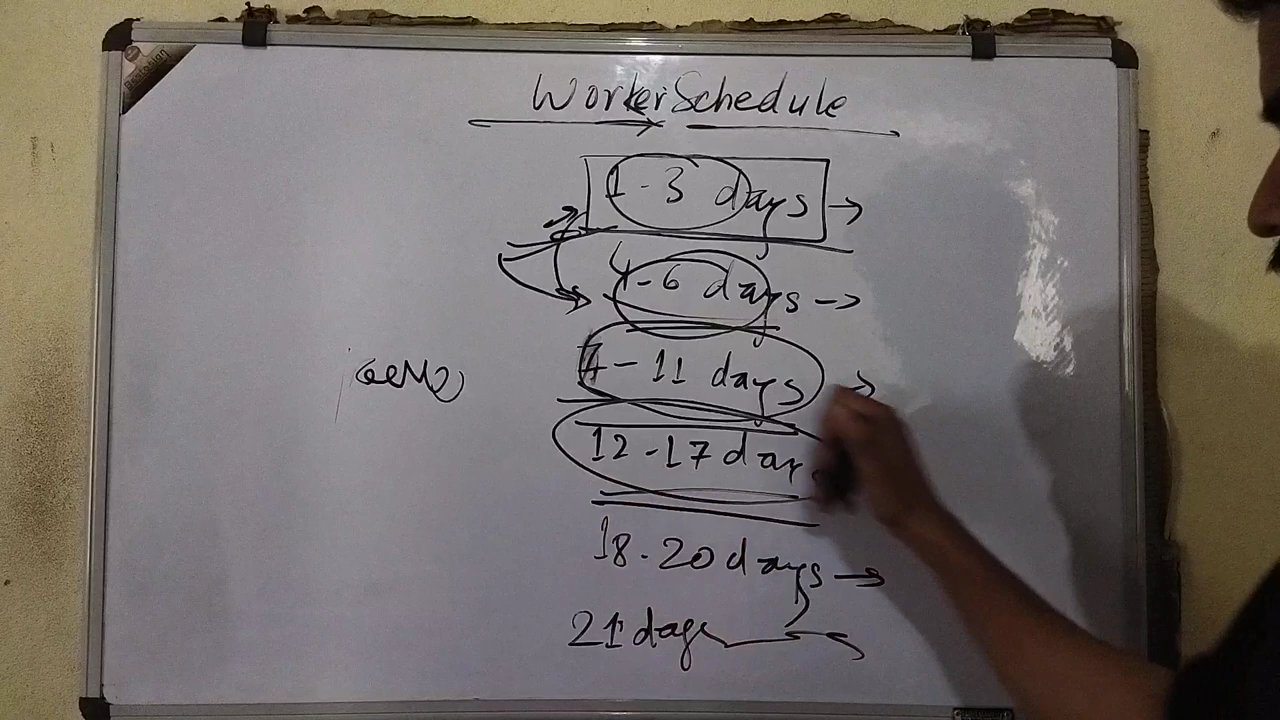 Worker Schedule
1-3 days →
4-6 days →
7-11 days →
12-17 days
18-20 days →
21 days
തേനീച്ച